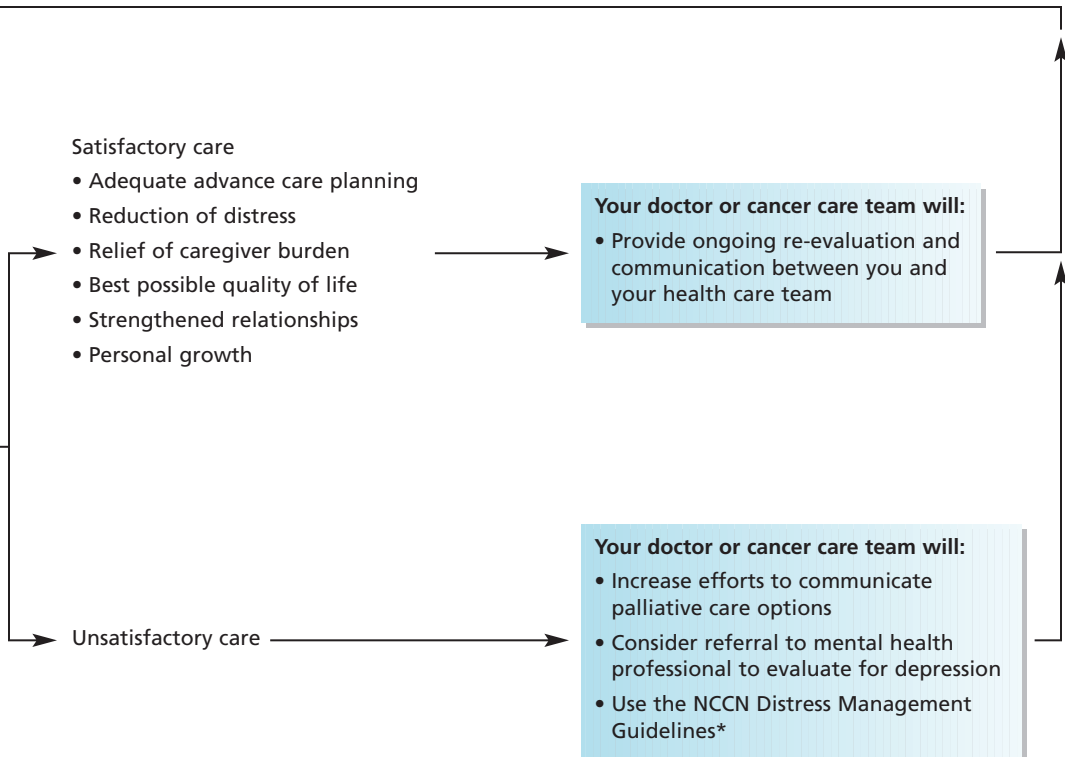 Satisfactory care
• Adequate advance care planning
• Reduction of distress
• Relief of caregiver burden
• Best possible quality of life
• Strengthened relationships
• Personal growth
Your doctor or cancer care team will:
• Provide ongoing re-evaluation and
communication between you and
your health care team
Unsatisfactory care
Your doctor or cancer care team will:
• Increase efforts to communicate
palliative care options
• Consider referral to mental health
professional to evaluate for depression
• Use the NCCN Distress Management
Guidelines*